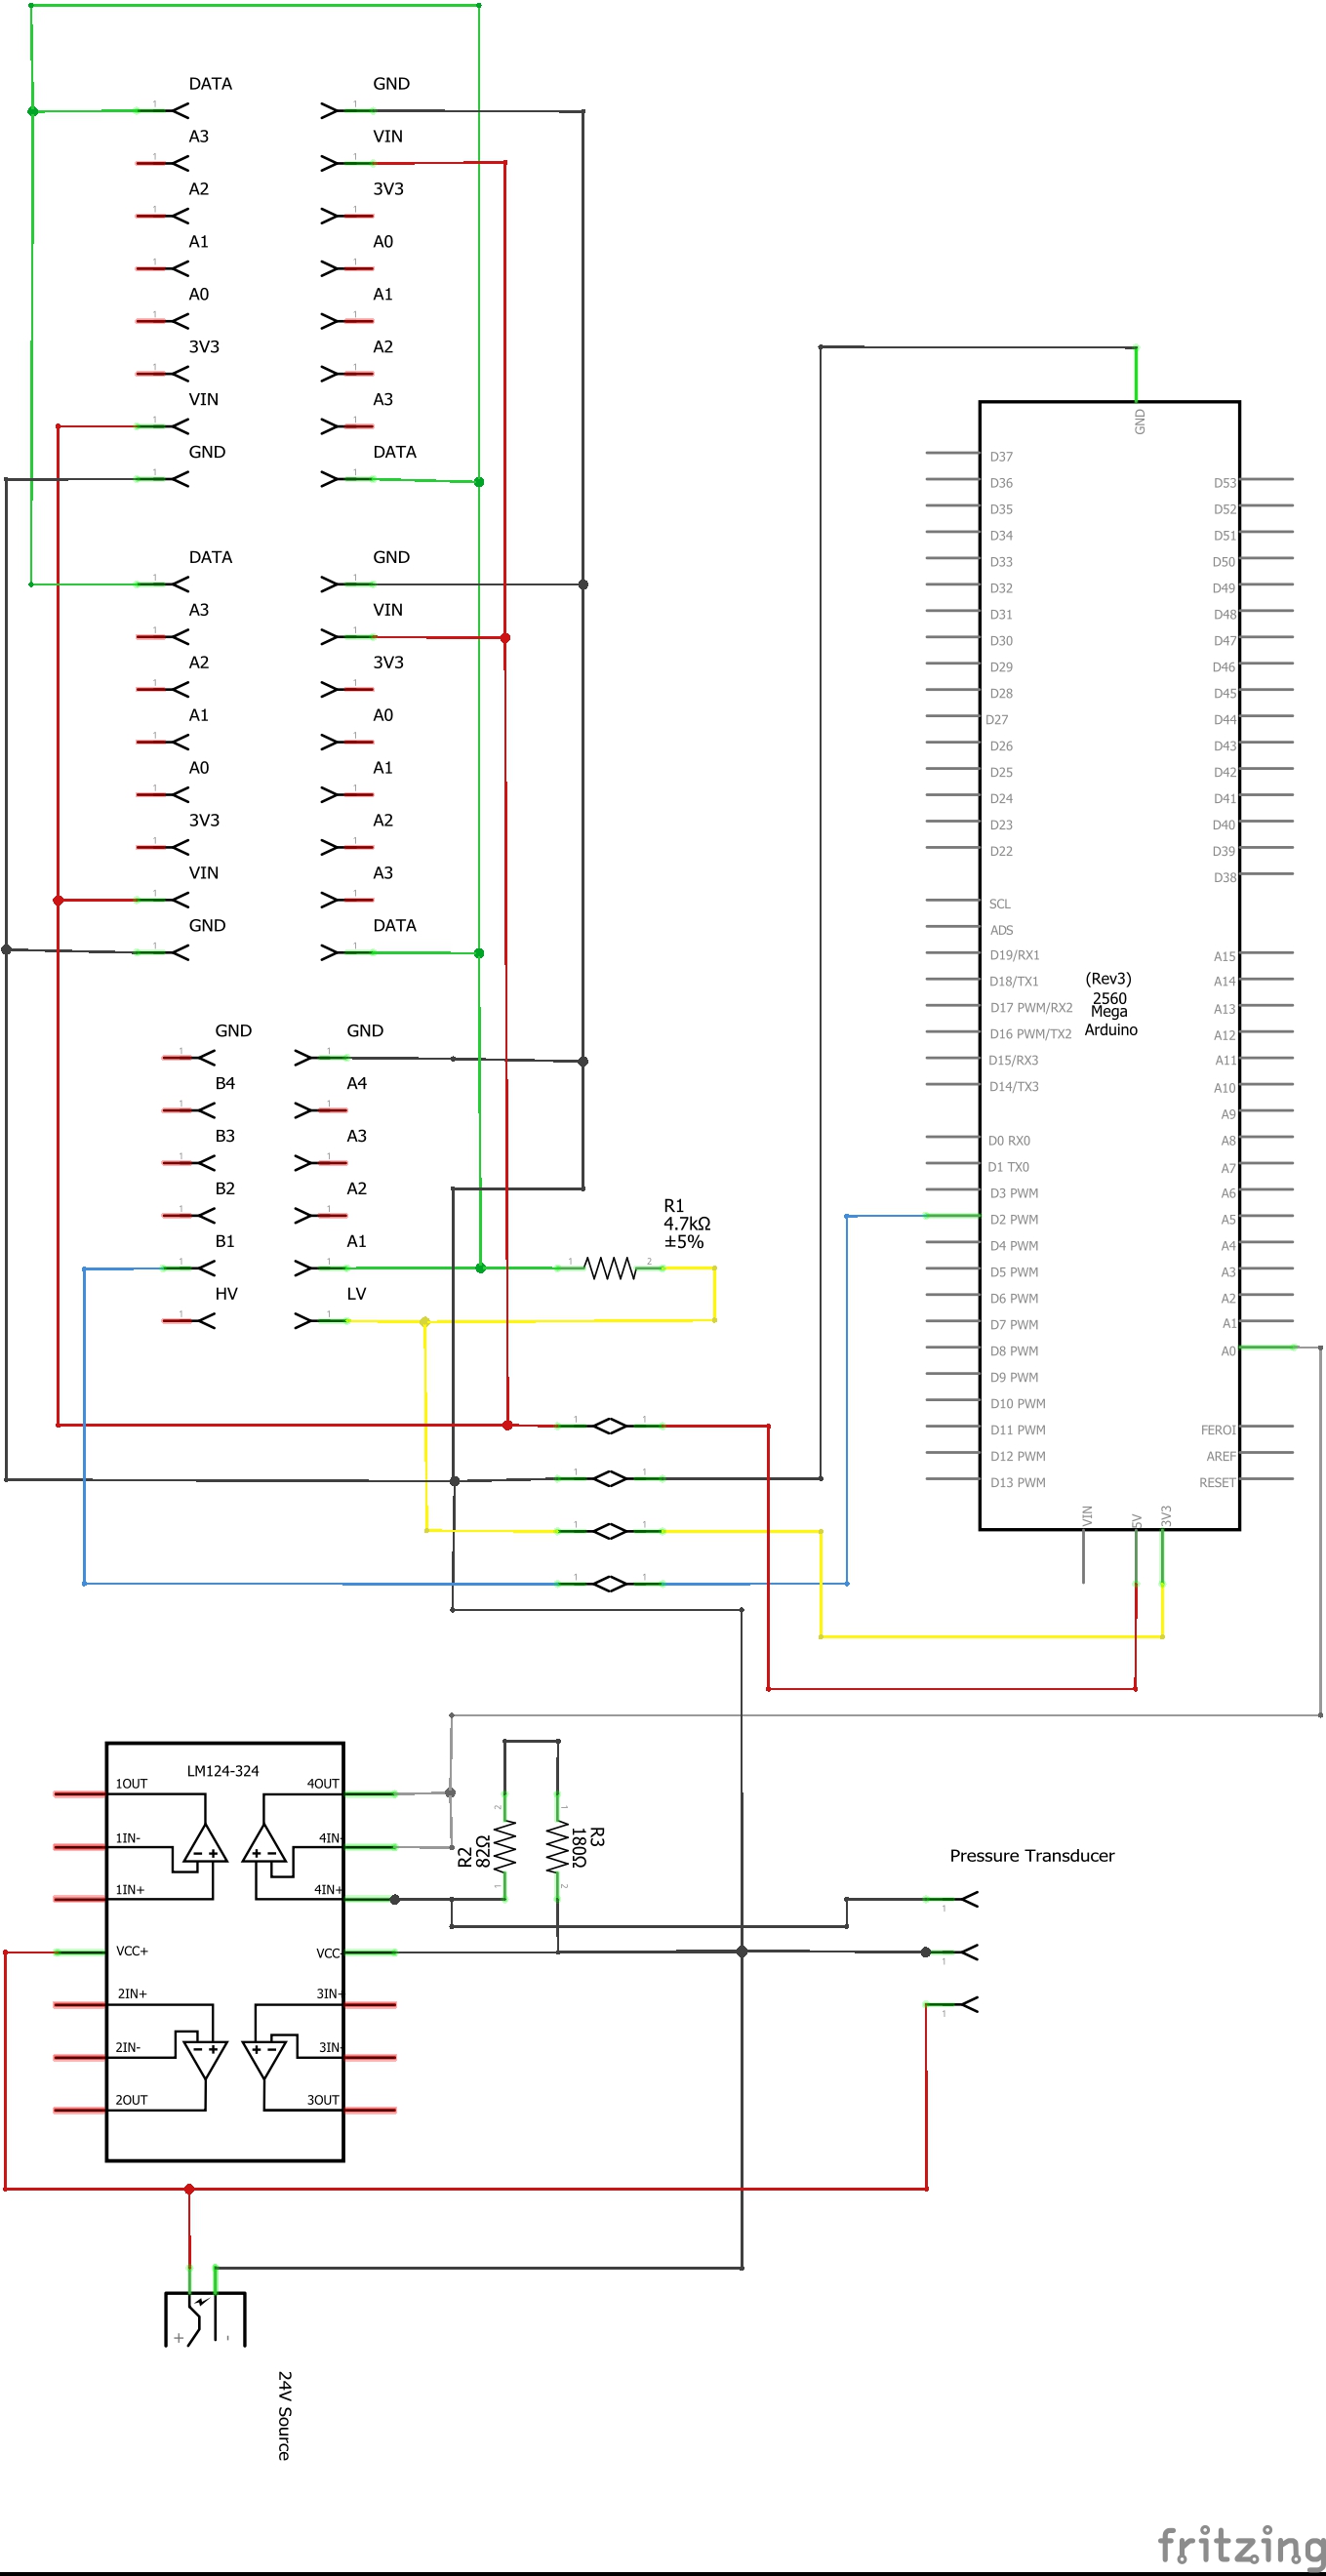 DATA
A3
A2
A1
A0
3V3
VIN
GND
GND
VIN
3V3
A0
A1
A2
A3
DATA
DATA
A3
A2
A1
A0
3V3
VIN
GND
GND
VIN
3V3
A0
A1
A2
A3
DATA
GND
B4
B3
B2
B1
HV
GND
A4
A3
A2
A1
LV
R1
4.7kΩ
±5%
1
2
GND
D37
D36
D35
D34
D33
D32
D31
D30
D29
D28
D27
D26
D25
D24
D23
D22
SCL
ADS
D19/RX1
D18/TX1
D17 PWM/RX2
D16 PWM/TX2
D15/RX3
D14/TX3
D0 RX0
D1 TX0
D3 PWM
D2 PWM
D4 PWM
D5 PWM
D6 PWM
D7 PWM
D8 PWM
D9 PWM
D10 PWM
D11 PWM
D12 PWM
D13 PWM
(Rev3)
2560
Mega
Arduino
D53
D52
D51
D50
D49
D48
D47
D46
D45
D44
D43
D42
D41
D40
D39
D38
A15
A14
A13
A12
A11
A10
A9
A8
A7
A6
A5
A4
A3
A2
A1
A0
FEROI
AREF
RESET
VIN
5V
3V3
LM124-324
1OUT
1IN-
1IN+
VCC+
2IN+
2IN-
2OUT
4OUT
4IN-
4IN+
VCC-
3IN-
3IN-
3OUT
R2
82Ω
R3
180Ω
Pressure Transducer
24V Source
fritzing